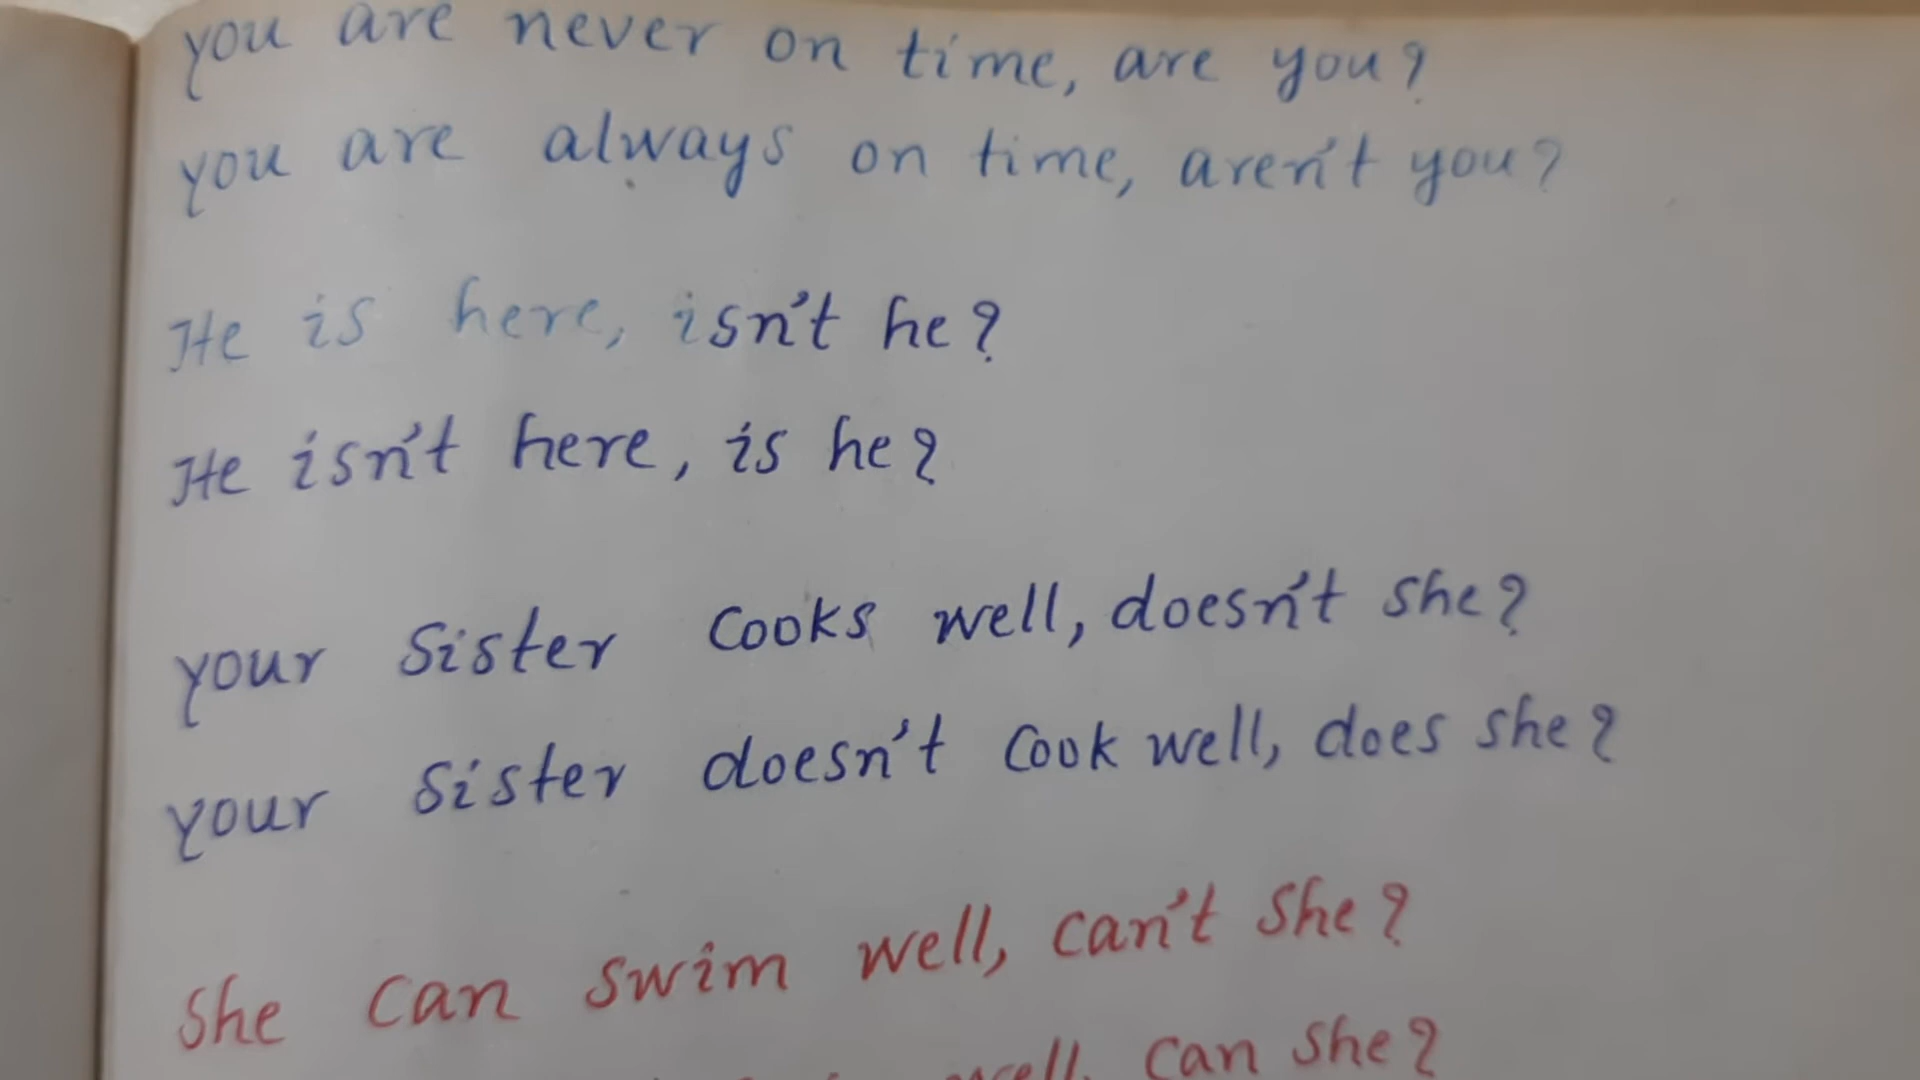 you are never on time, are you?
you are always on time, aren't you?
He is here, isn't he?
He isn't here, is he?
your Sister Cooks well, doesn't she?
your Sister doesn't Cook well, does she?
She can swim well, can't she?
well, can she?